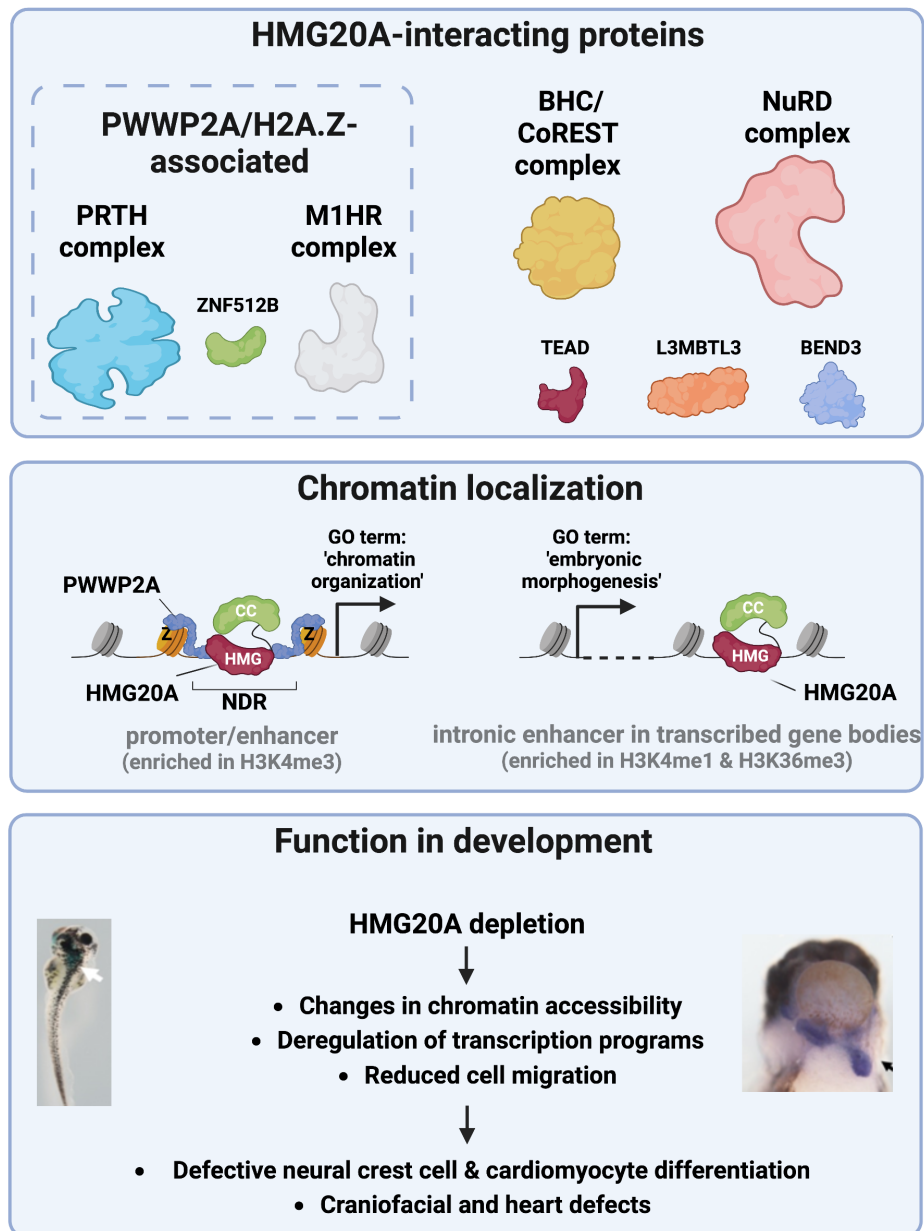 HMG20A-interacting proteins
PWWP2A/H2A.Z-
associated
PRTH
complex
ZNF512B
M1HR
complex
BHC/
CoREST
complex
NuRD
complex
TEAD
L3MBTL3
BEND3
Chromatin localization
GO term:
'chromatin
organization'
PWWP2A
Z
CC
Z
HMG
HMG20A
NDR
promoter/enhancer
(enriched in H3K4me3)
GO term:
'embryonic
morphogenesis'
CC
HMG
HMG20A
intronic enhancer in transcribed gene bodies
(enriched in H3K4me1 & H3K36me3)
Function in development
HMG20A depletion
• Changes in chromatin accessibility
• Deregulation of transcription programs
• Reduced cell migration
• Defective neural crest cell & cardiomyocyte differentiation
• Craniofacial and heart defects